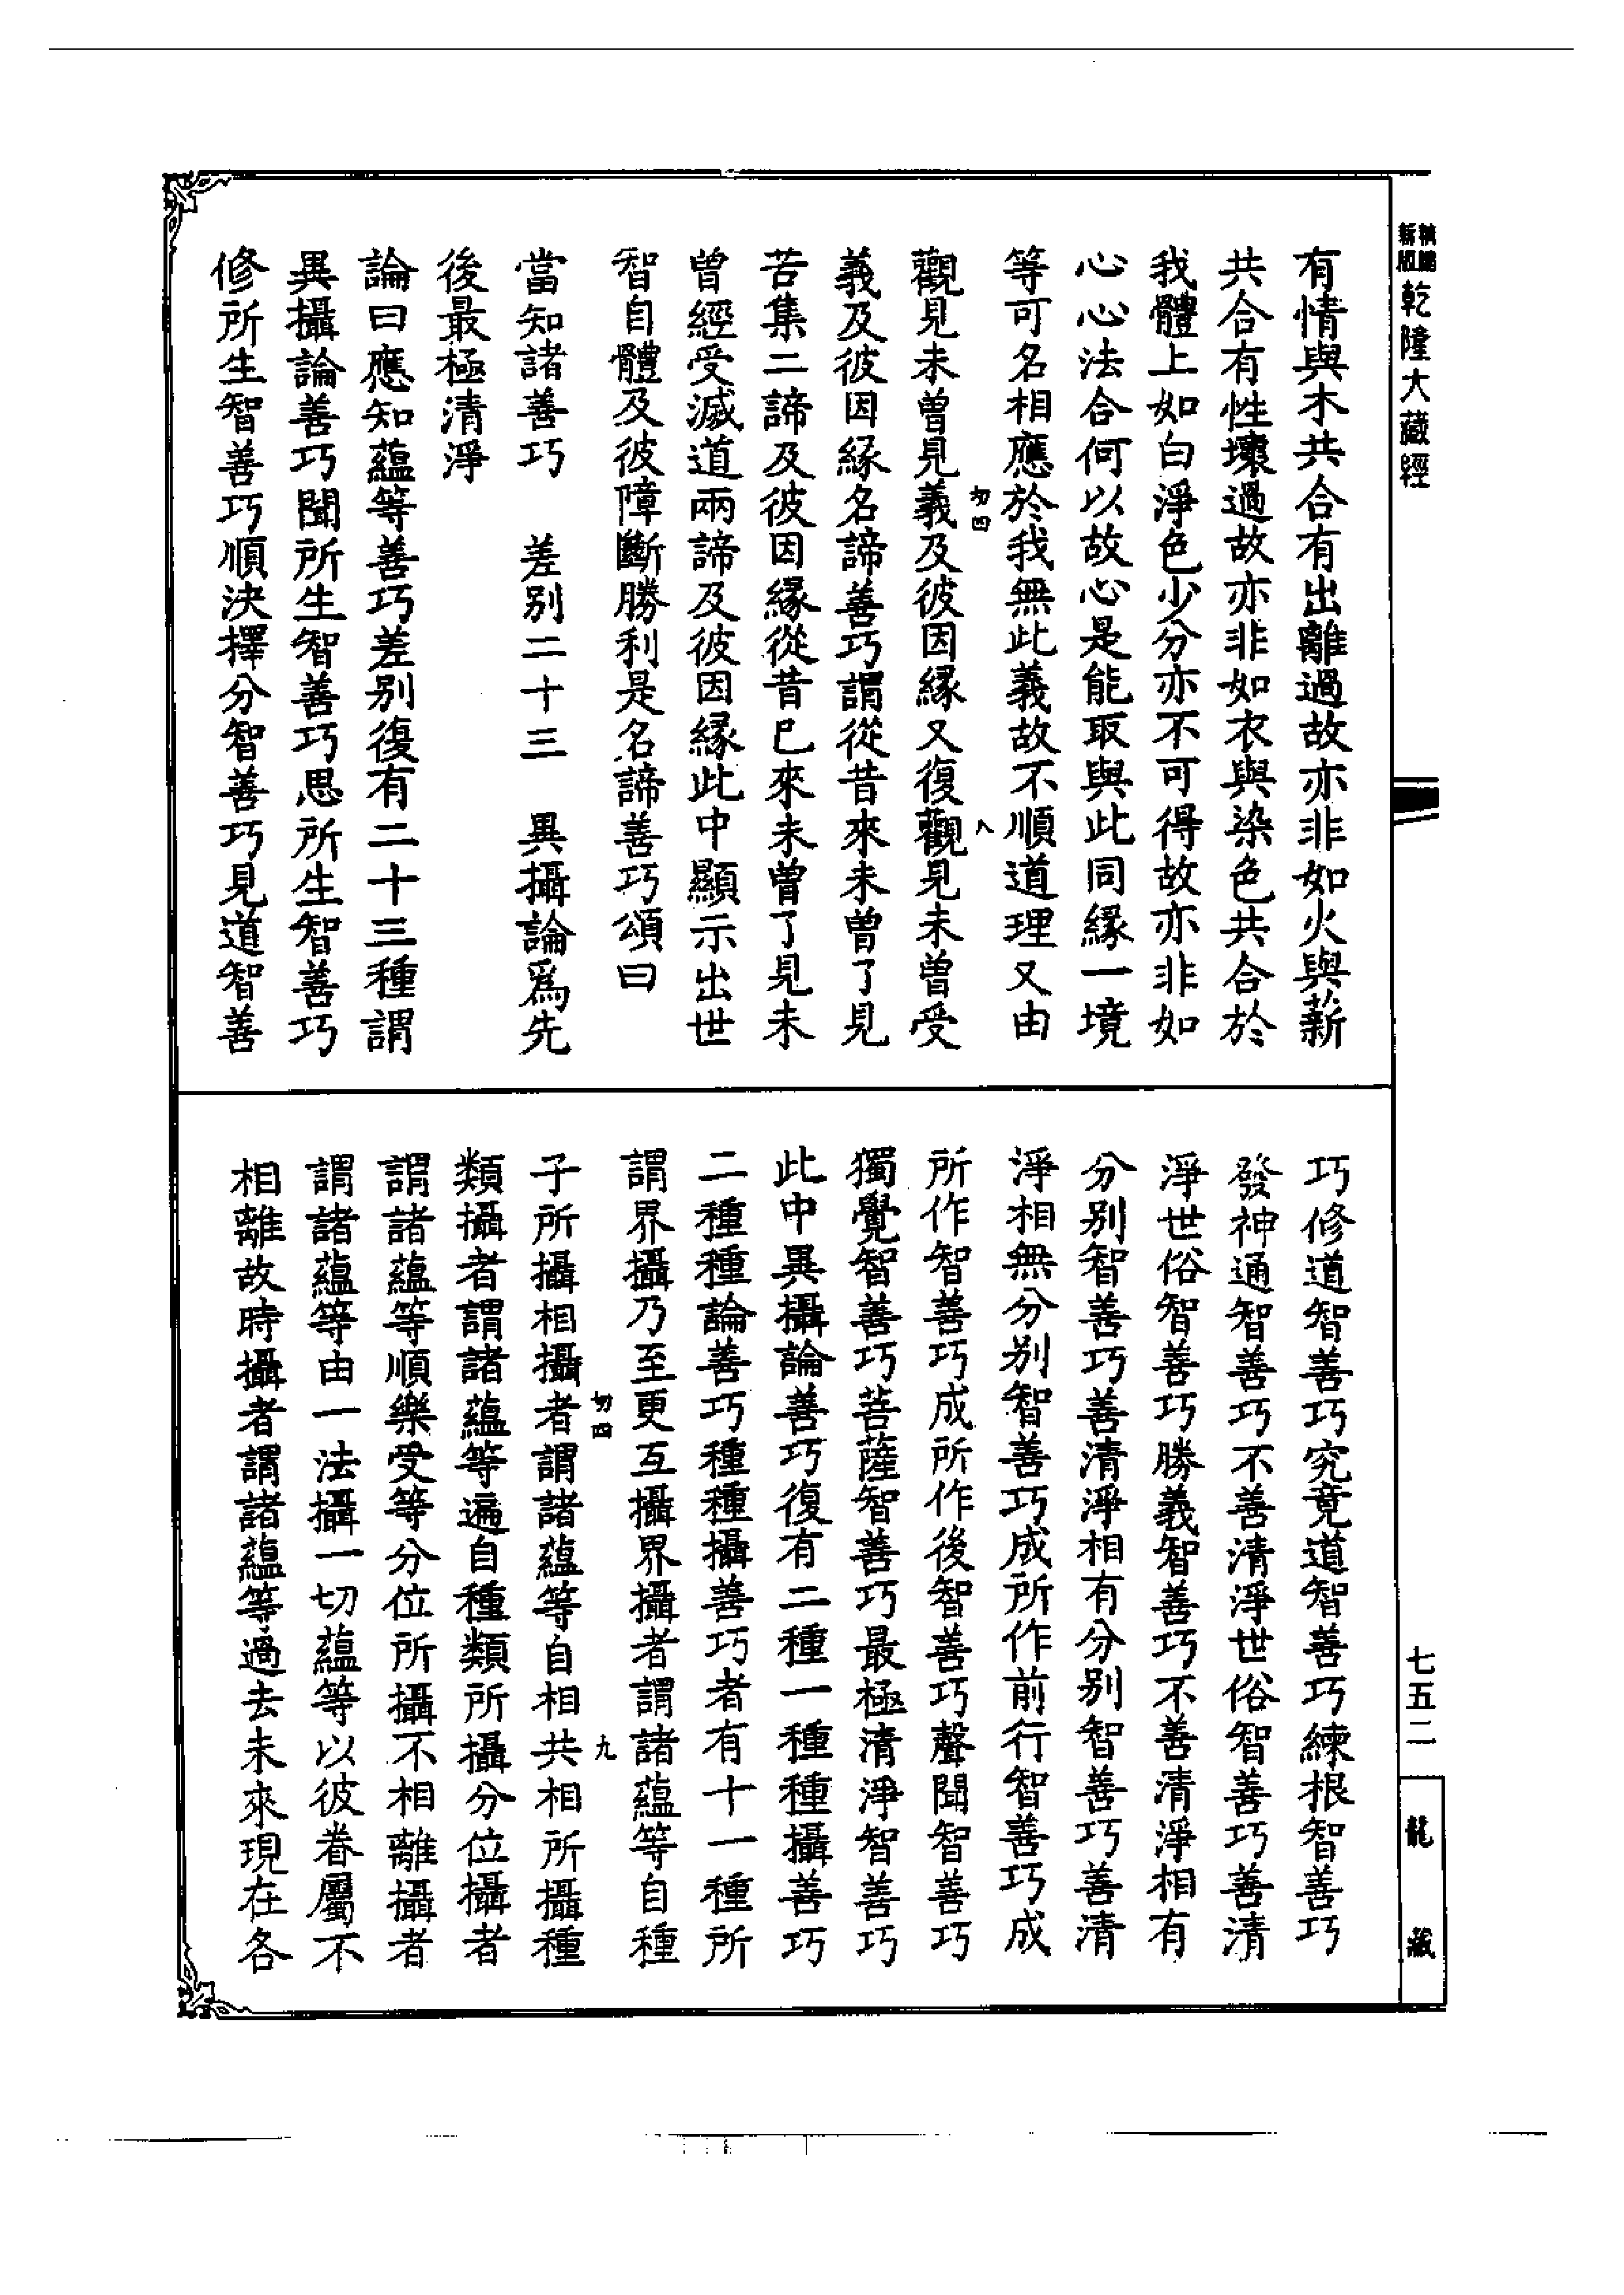 乾隆大藏經
有情與木共合有出離過故亦非如火與薪
共合有性壞過故亦非如衣與染色共合於
我體上如白淨色少分亦不可得故亦非如
心心法合何以故心是能取與此同緣一境
等可名相應於我無此義故不順道理又由
切四
八
觀見未曾見義及彼因緣又復觀見未曾受
義及彼因緣名諦善巧謂從昔來未曾了見
苦集二諦及彼因緣從昔已來未曾了見未
曾經受滅道兩諦及彼因緣此中顯示出世
智自體及彼障斷勝利是名諦善巧頌曰
當知諸善巧　差別二十三　異攝論爲先
後最極清淨
論曰應知蘊等善巧差別復有二十三種謂
異攝論善巧聞所生智善巧思所生智善巧
修所生智善巧順決擇分智善巧見道智善
巧修道智善巧究竟道智善巧練根智善巧
發神通智善巧不善清淨世俗智善巧善清
淨世俗智善巧勝義智善巧不善清淨相有
分別智善巧善清淨相有分別智善巧善清
淨相無分別智善巧成所作前行智善巧成
所作智善巧成所作後智善巧聲聞智善巧
獨覺智善巧菩薩智善巧最極清淨智善巧
此中異攝論善巧復有二種一種種攝善巧
二種種論善巧種種攝善巧者有十一種所
謂界攝乃至更互攝界攝者謂諸蘊等自種
切四
九
子所攝相攝者謂諸蘊等自相共相所攝種
類攝者謂諸蘊等遍自種類所攝分位攝者
謂諸蘊等順樂受等分位所攝不相離攝者
謂諸蘊等由一法攝一切蘊等以彼眷屬不
相離故時攝者謂諸蘊等過去未來現在各
七五二
龍藏